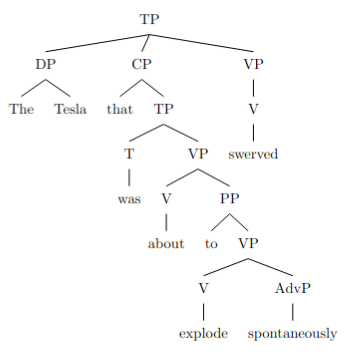 TP
DP CP VP
The Tesla that TP V
T VP swerved
was V PP
about to VP
V AdvP
explode spontaneously